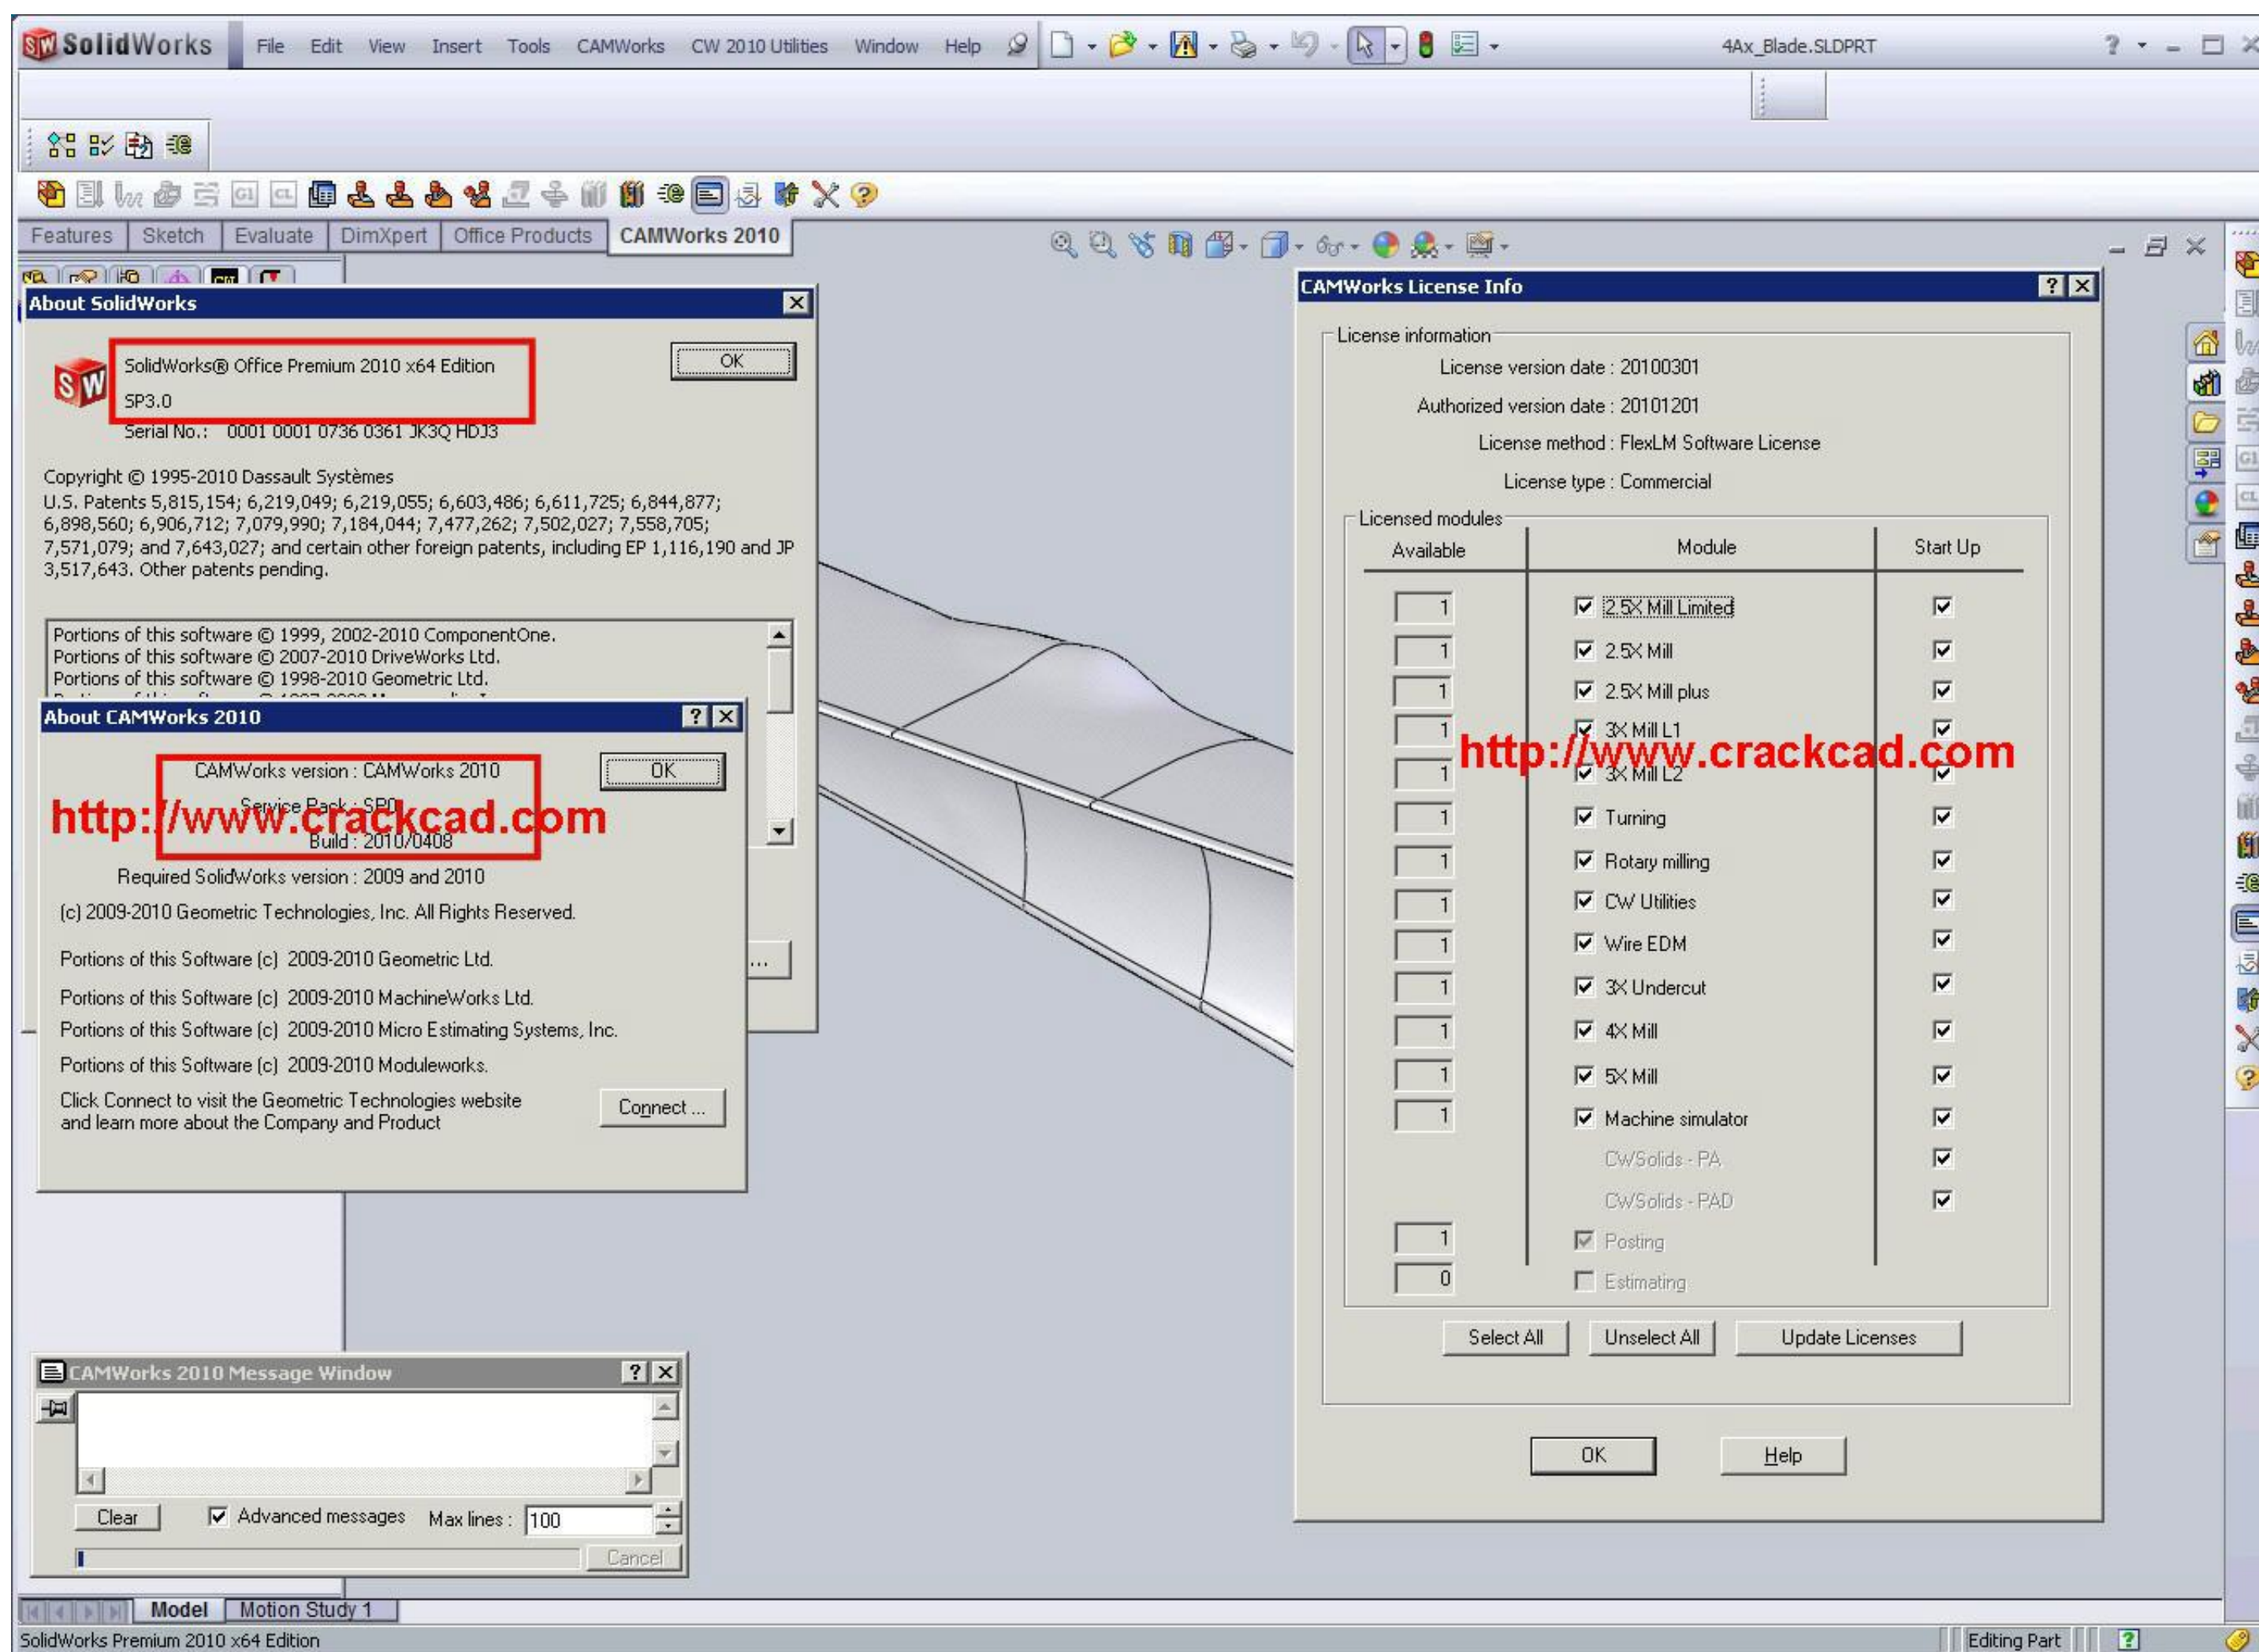 SolidWorks File Edit View Insert Tools CAMWorks CW 2010 Utilities Window Help 4Ax_Blade.SLDPRT
Features Sketch Evaluate DimXpert Office Products CAMWorks 2010
About SolidWorks
SolidWorks® Office Premium 2010 x64 Edition
OK
SP3.0
Serial No.: 0001 0001 0736 0361 JK3Q HDJ3
Copyright © 1995-2010 Dassault Systèmes
U.S. Patents 5,815,154; 6,219,049; 6,219,055; 6,603,486; 6,611,725; 6,844,877;
6,898,560; 6,906,712; 7,079,990; 7,184,044; 7,477,262; 7,502,027; 7,558,705;
7,571,079; and 7,643,027; and certain other foreign patents, including EP 1,116,190 and JP
3,517,643. Other patents pending.
Portions of this software © 1999, 2002-2010 ComponentOne.
Portions of this software © 2007-2010 DriveWorks Ltd.
Portions of this software © 1998-2010 Geometric Ltd.
About CAMWorks 2010
CAMWorks version : CAMWorks 2010
OK
Service Pack : SP0
http://www.crackcad.com
Build : 2010/0408
Required SolidWorks version : 2009 and 2010
(c) 2009-2010 Geometric Technologies, Inc. All Rights Reserved.
Portions of this Software (c) 2009-2010 Geometric Ltd.
Portions of this Software (c) 2009-2010 MachineWorks Ltd.
Portions of this Software (c) 2009-2010 Micro Estimating Systems, Inc.
Portions of this Software (c) 2009-2010 Moduleworks.
Click Connect to visit the Geometric Technologies website
and learn more about the Company and Product
Connect ...
CAMWorks 2010 Message Window
Clear Advanced messages Max lines : 100
Cancel
CAMWorks License Info
License information
License version date : 20100301
Authorized version date : 20101201
License method : FlexLM Software License
License type : Commercial
Licensed modules
Available Module Start Up
1 2.5X Mill Limited
1 2.5X Mill
1 2.5X Mill plus
1 3X Mill L1
http://www.crackcad.com
1 3X Mill L2
1 Turning
1 Rotary milling
1 CW Utilities
1 Wire EDM
1 3X Undercut
1 4X Mill
1 5X Mill
1 Machine simulator
CWSolids - PA
CWSolids - PAD
1 Posting
0 Estimating
Select All Unselect All Update Licenses
OK Help
Model Motion Study 1
SolidWorks Premium 2010 x64 Edition Editing Part